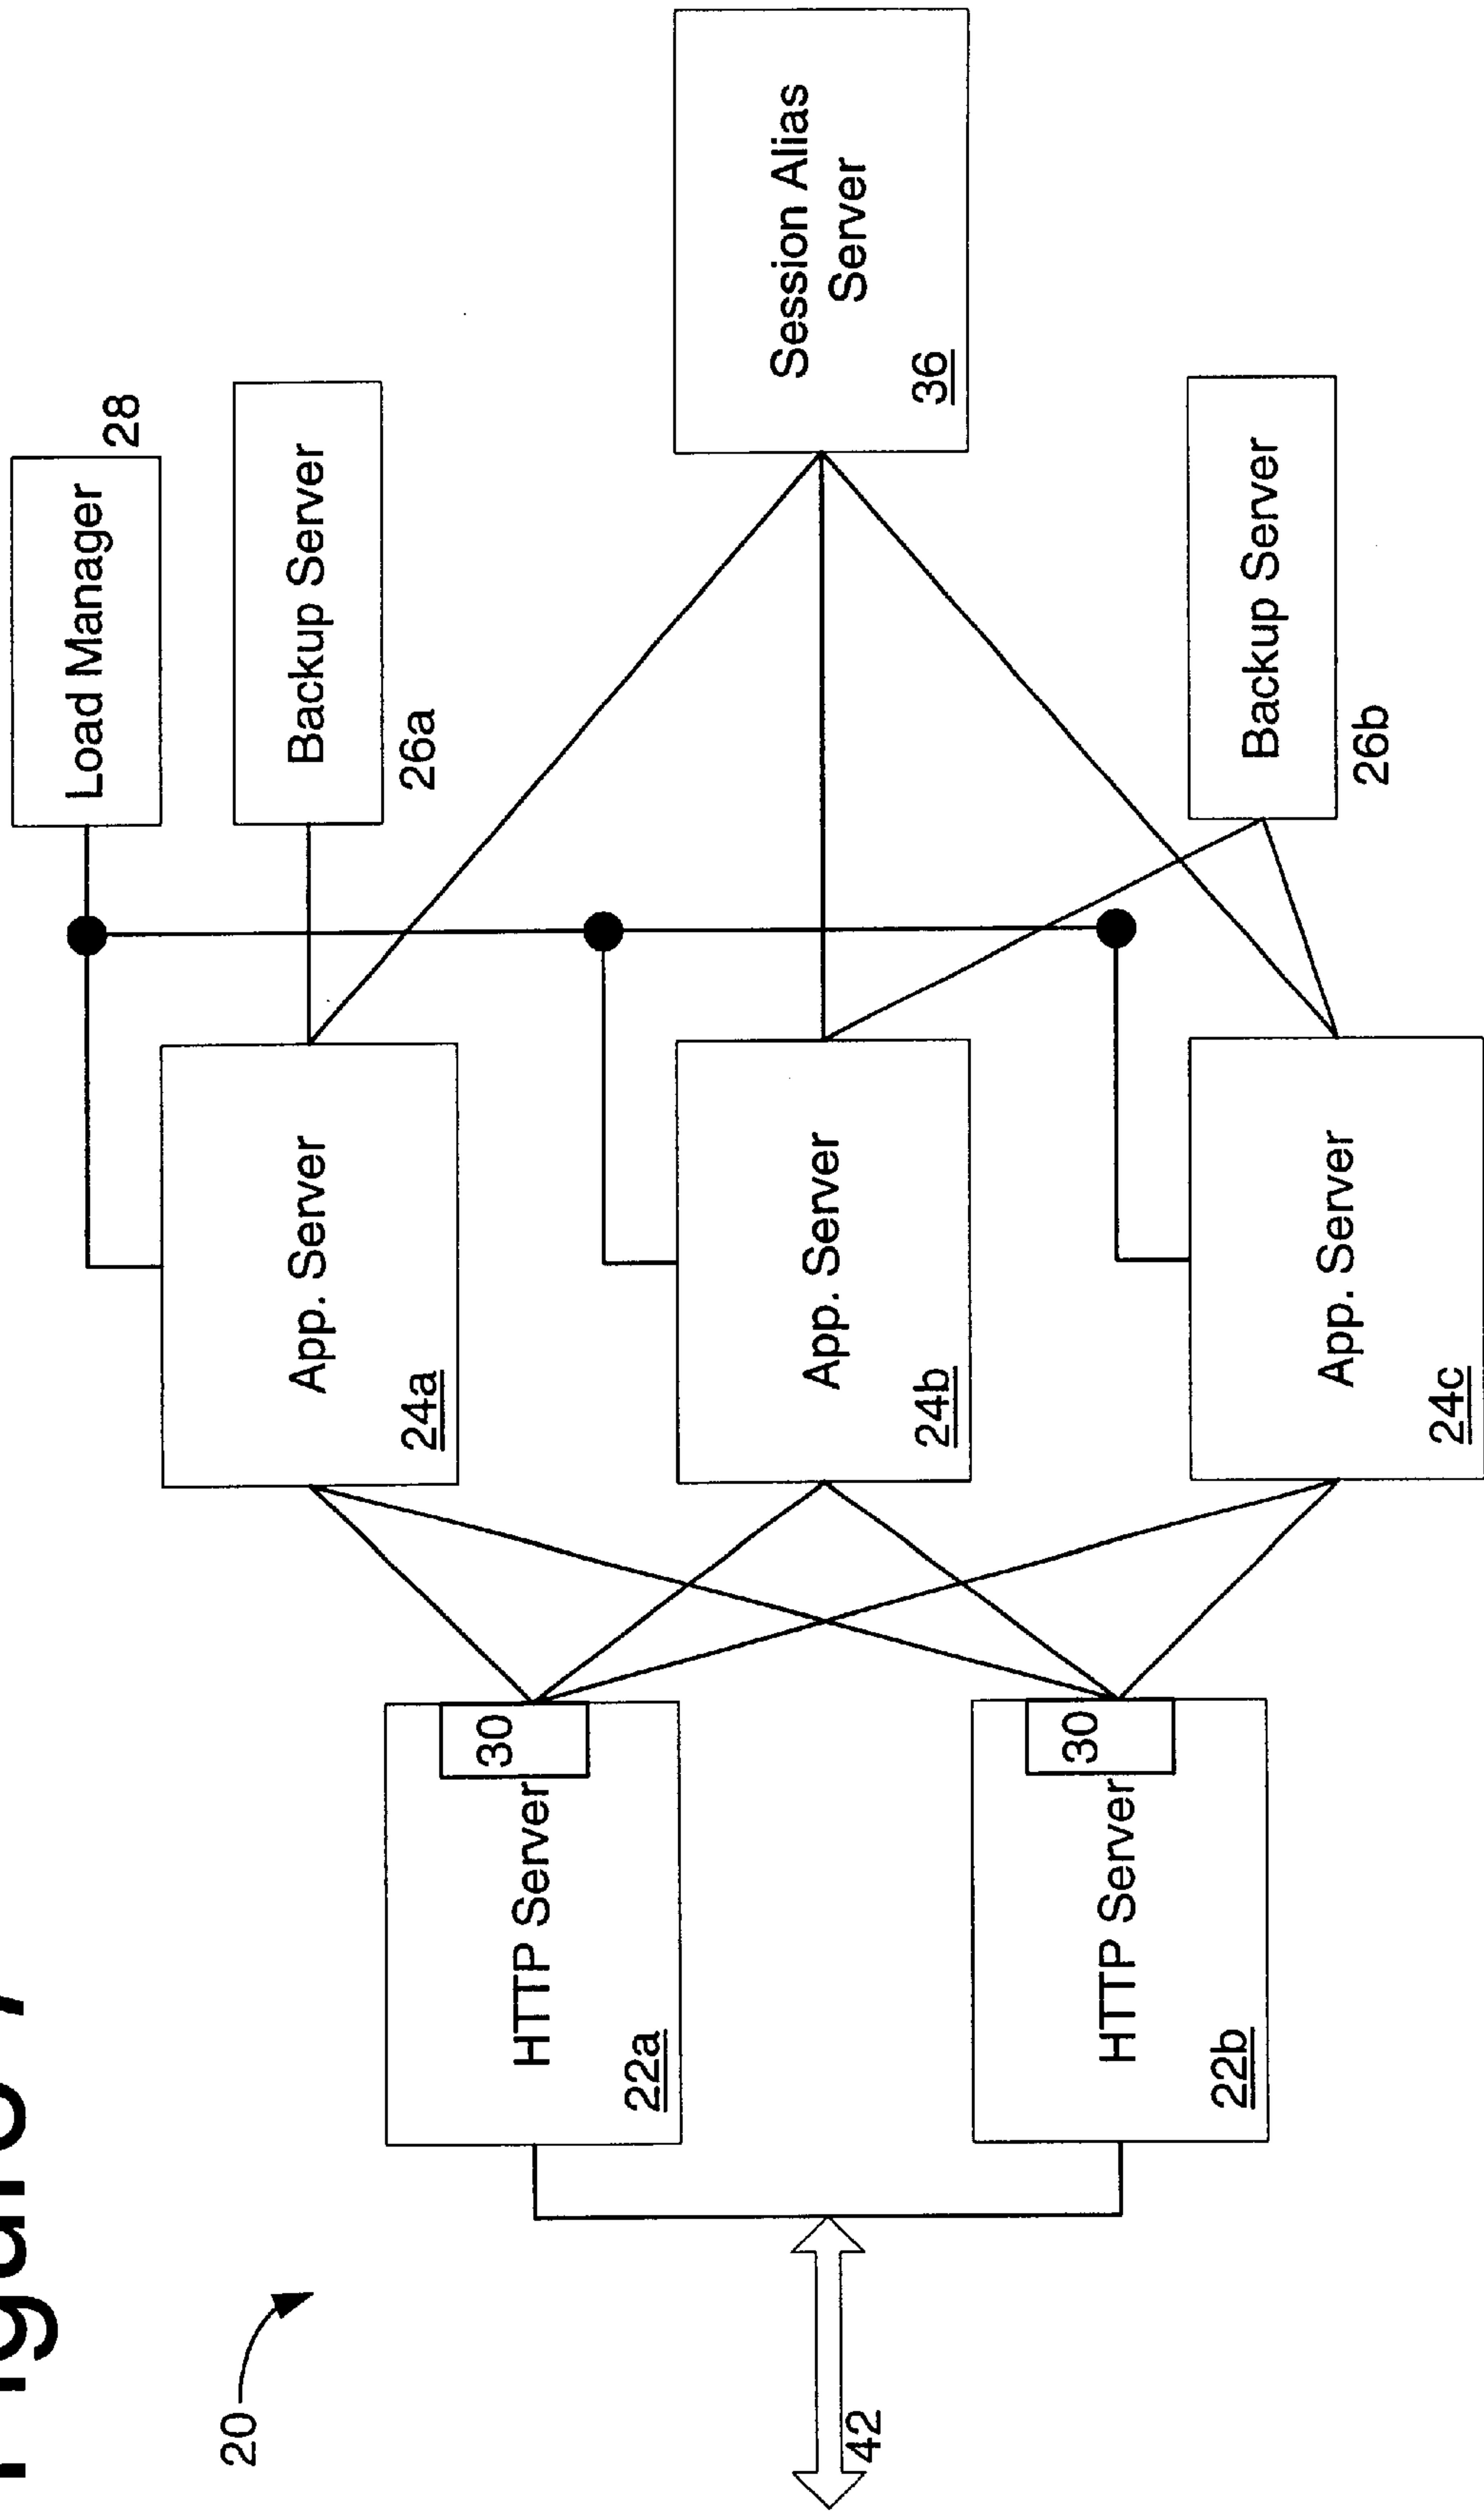 Figure 7
20
Load Manager
28
Backup Server
26a
App. Server
24a
HTTP Server
30
22a
Session Alias
Server
36
App. Server
24b
42
HTTP Server
30
22b
Backup Server
26b
App. Server
24c